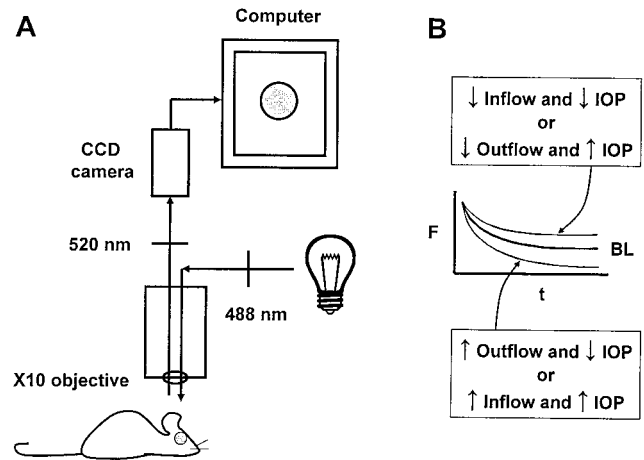 A
Computer
CCD
camera
520 nm
488 nm
X10 objective
B
↓ Inflow and ↓ IOP
or
↓ Outflow and ↑ IOP
F
BL
t
↑ Outflow and ↓ IOP
or
↑ Inflow and ↑ IOP